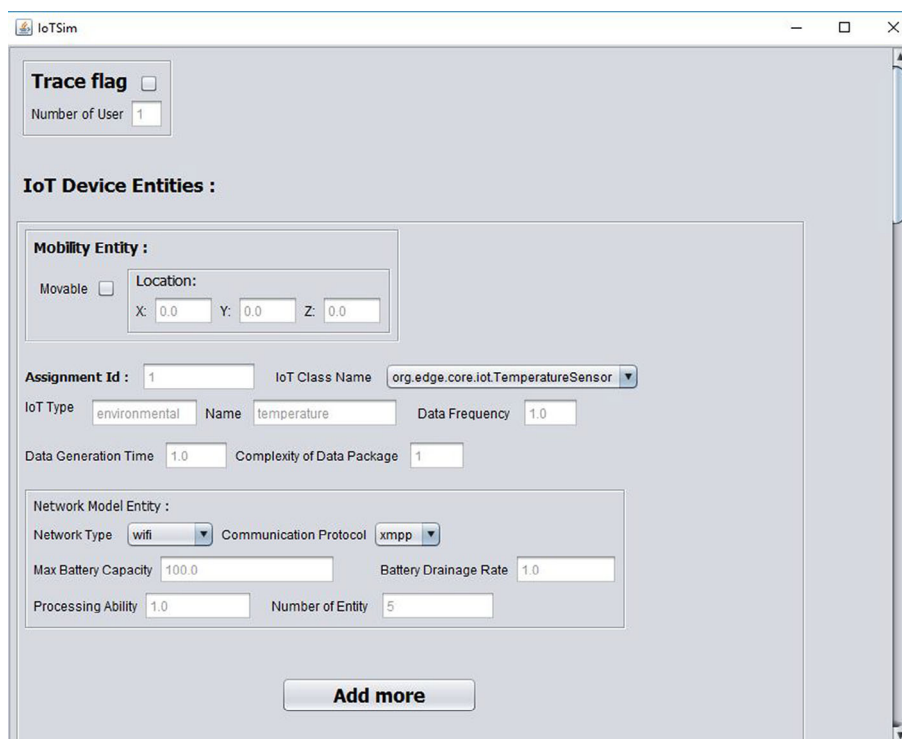 IoTSim
Trace flag
Number of User 1
IoT Device Entities :
Mobility Entity :
Movable
Location:
X: 0.0 Y: 0.0 Z: 0.0
Assignment Id : 1 IoT Class Name org.edge.core.iot.TemperatureSensor
IoT Type environmental Name temperature Data Frequency 1.0
Data Generation Time 1.0 Complexity of Data Package 1
Network Model Entity :
Network Type wifi Communication Protocol xmpp
Max Battery Capacity 100.0 Battery Drainage Rate 1.0
Processing Ability 1.0 Number of Entity 5
Add more